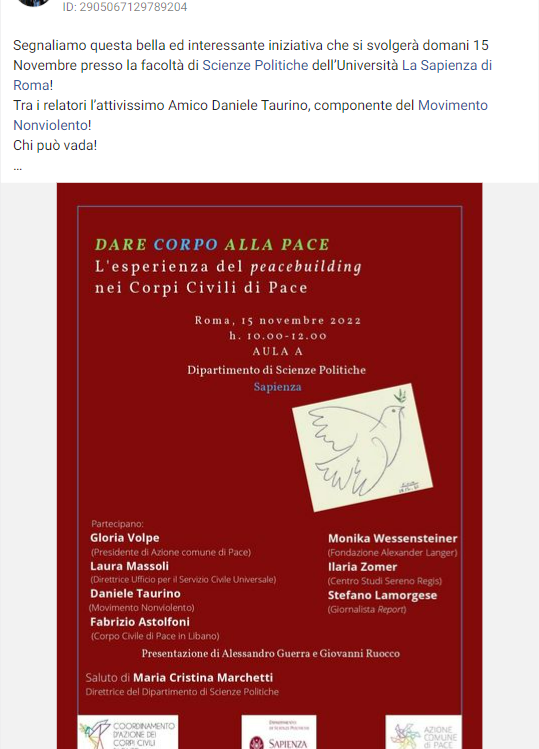 ID: 2905067129789204
Segnaliamo questa bella ed interessante iniziativa che si svolgerà domani 15
Novembre presso la facoltà di Scienze Politiche dell'Università La Sapienza di
Roma!
Tra i relatori l'attivissimo Amico Daniele Taurino, componente del Movimento
Nonviolento!
Chi può vada!
...
DARE CORPO ALLA PACE
L'esperienza del peacebuilding
nei Corpi Civili di Pace
Roma, 15 novembre 2022
h. 10.00-12.00
AULA A
Dipartimento di Scienze Politiche
Sapienza
Partecipano:
Gloria Volpe
(Presidente di Azione comune di Pace)
Laura Massoli
(Direttrice Ufficio per il Servizio Civile Universale)
Daniele Taurino
(Movimento Nonviolento)
Fabrizio Astolfoni
(Corpo Civile di Pace in Libano)
Monika Wessensteiner
(Fondazione Alexander Langer)
Ilaria Zomer
(Centro Studi Sereno Regis)
Stefano Lamorgese
(Giornalista Report)
Presentazione di Alessandro Guerra e Giovanni Ruocco
Saluto di Maria Cristina Marchetti
Direttrice del Dipartimento di Scienze Politiche
COORDINAMENTO
D'AZIONE DEI
CORPI CIVILI
Dipartimento
di Scienze Politiche
SAPIENZA
AZIONE
COMUNE
di PACE